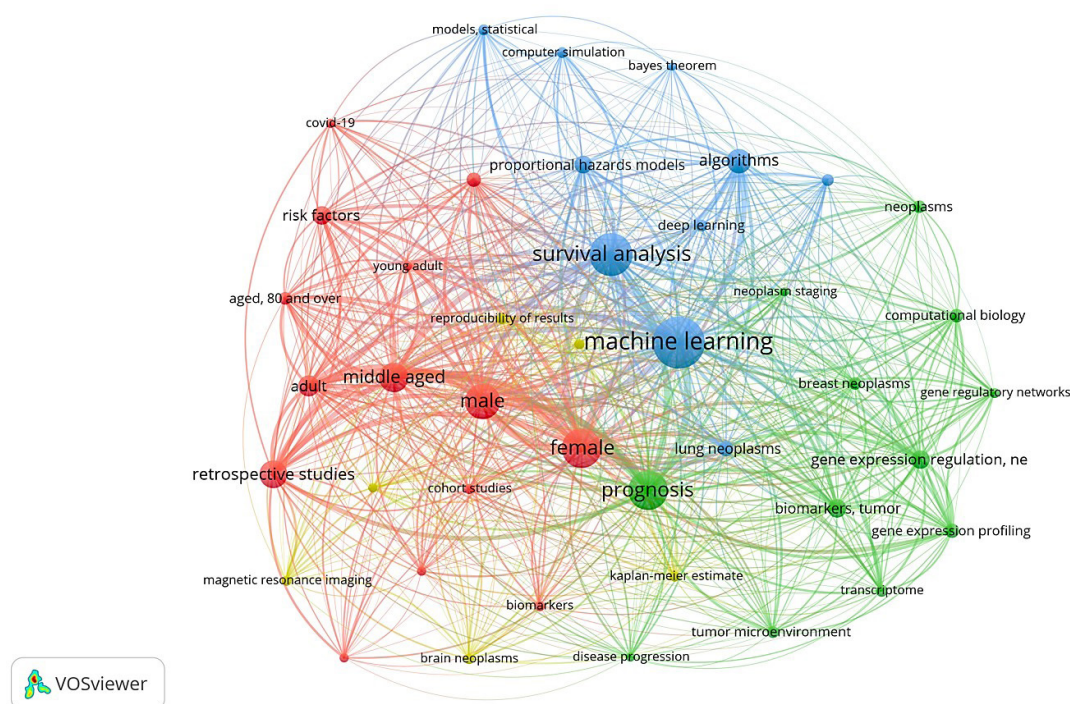 models, statistical
computer simulation
bayes theorem
covid-19
proportional hazards models
algorithms
risk factors
neoplasms
deep learning
survival analysis
young adult
neoplasm staging
aged, 80 and over
reproducibility of results
computational biology
machine learning
middle aged
adult
breast neoplasms
gene regulatory networks
male
female
lung neoplasms
gene expression regulation, ne
retrospective studies
cohort studies
prognosis
biomarkers, tumor
gene expression profiling
magnetic resonance imaging
kaplan-meier estimate
transcriptome
biomarkers
tumor microenvironment
brain neoplasms
disease progression
VOSviewer